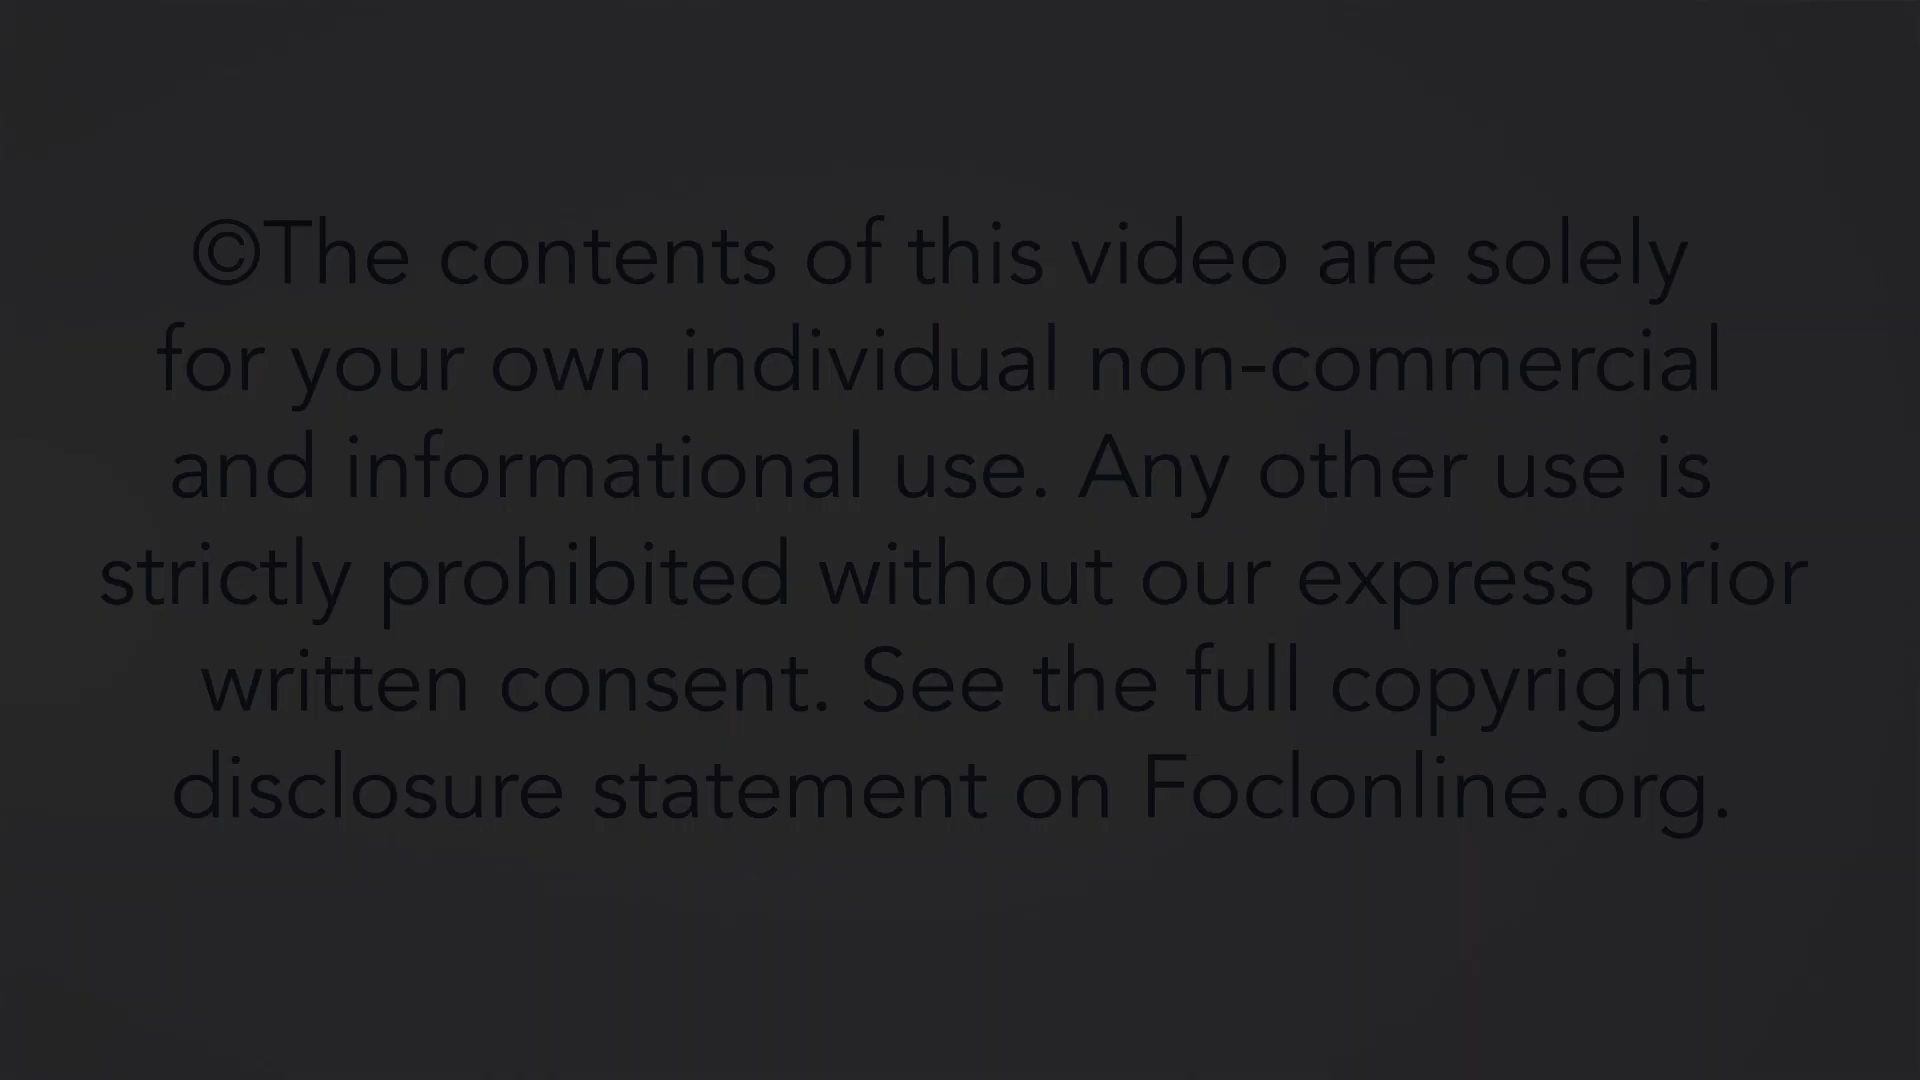 ©The contents of this video are solely
for your own individual non-commercial
and informational use. Any other use is
strictly prohibited without our express prior
written consent. See the full copyright
disclosure statement on Foclonline.org.